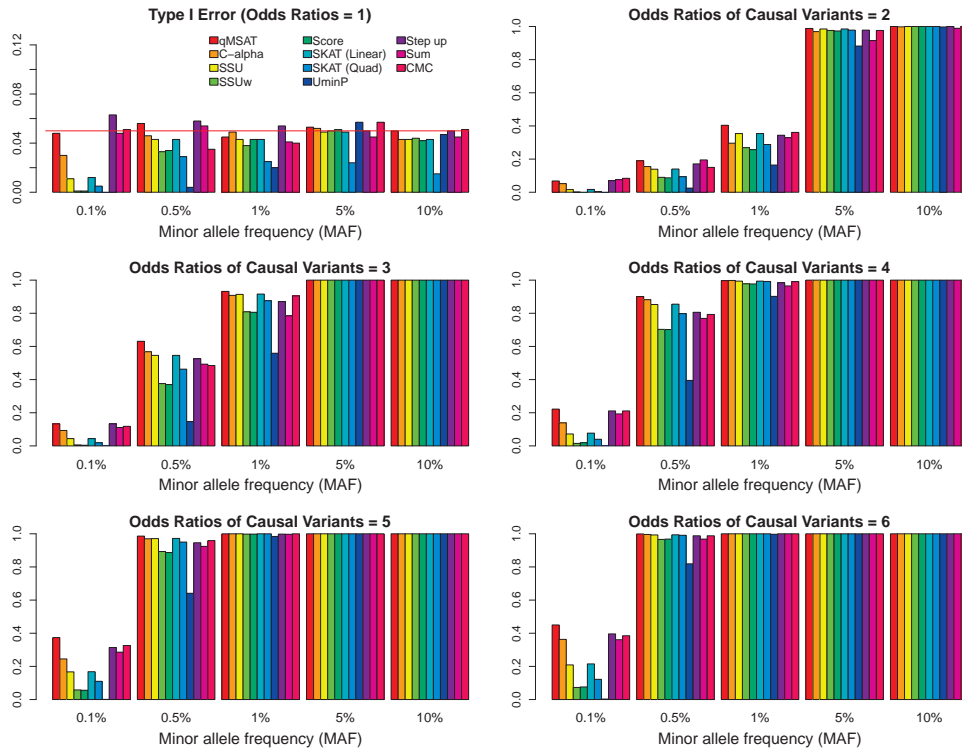 Type I Error (Odds Ratios = 1)
0.00 0.04 0.08 0.12
qMSAT
C−alpha
SSU
SSUw
Score
SKAT (Linear)
SKAT (Quad)
UminP
Step up
Sum
CMC
0.1% 0.5% 1% 5% 10%
Minor allele frequency (MAF)
Odds Ratios of Causal Variants = 2
0.0 0.2 0.4 0.6 0.8 1.0
0.1% 0.5% 1% 5% 10%
Minor allele frequency (MAF)
Odds Ratios of Causal Variants = 3
0.0 0.2 0.4 0.6 0.8 1.0
0.1% 0.5% 1% 5% 10%
Minor allele frequency (MAF)
Odds Ratios of Causal Variants = 4
0.0 0.2 0.4 0.6 0.8 1.0
0.1% 0.5% 1% 5% 10%
Minor allele frequency (MAF)
Odds Ratios of Causal Variants = 5
0.0 0.2 0.4 0.6 0.8 1.0
0.1% 0.5% 1% 5% 10%
Minor allele frequency (MAF)
Odds Ratios of Causal Variants = 6
0.0 0.2 0.4 0.6 0.8 1.0
0.1% 0.5% 1% 5% 10%
Minor allele frequency (MAF)